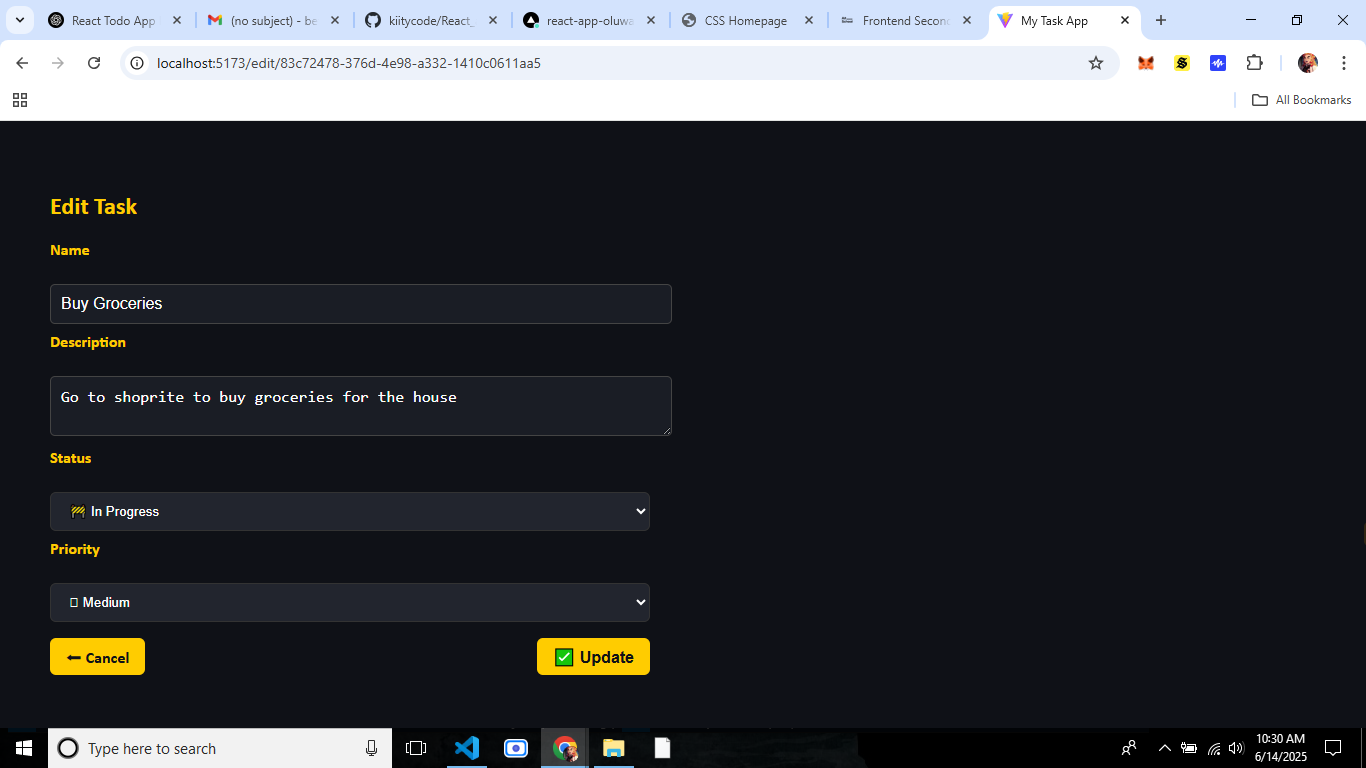 React Todo App
(no subject) - be
kiitycode/React_
react-app-oluwa
CSS Homepage
Frontend Second
My Task App
localhost:5173/edit/83c72478-376d-4e98-a332-1410c0611aa5
All Bookmarks
Edit Task
Name
Buy Groceries
Description
Go to shoprite to buy groceries for the house
Status
🚧 In Progress
Priority
Medium
⬅ Cancel
✅ Update
Type here to search
10:30 AM
6/14/2025